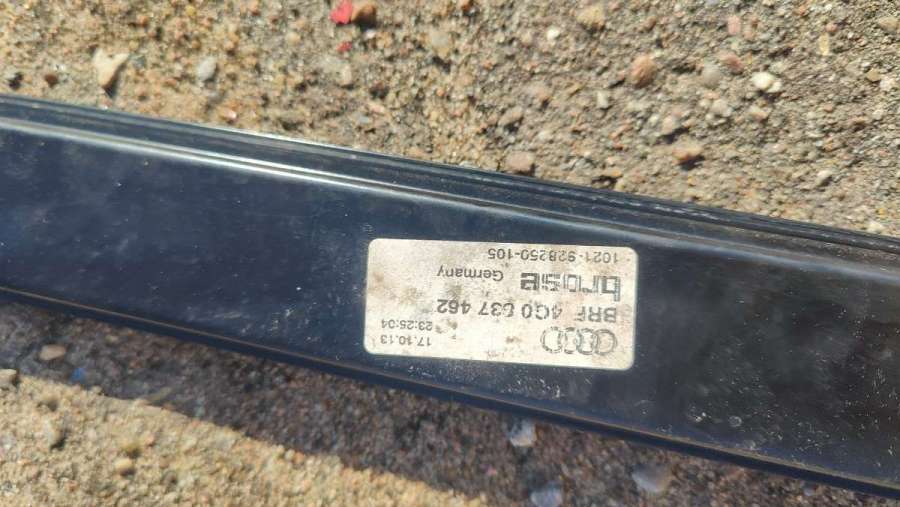 17.10.13
23:25:04
BRF 4G0 837 462
brose Germany
1021-928250-105